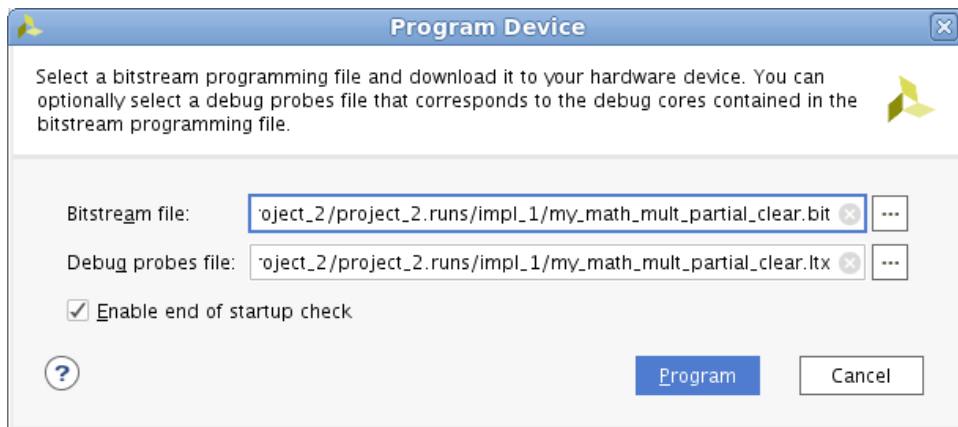 Program Device
Select a bitstream programming file and download it to your hardware device. You can
optionally select a debug probes file that corresponds to the debug cores contained in the
bitstream programming file.
Bitstream file: roject_2/project_2.runs/impl_1/my_math_mult_partial_clear.bit ...
Debug probes file: roject_2/project_2.runs/impl_1/my_math_mult_partial_clear.ltx ...
Enable end of startup check
? Program Cancel